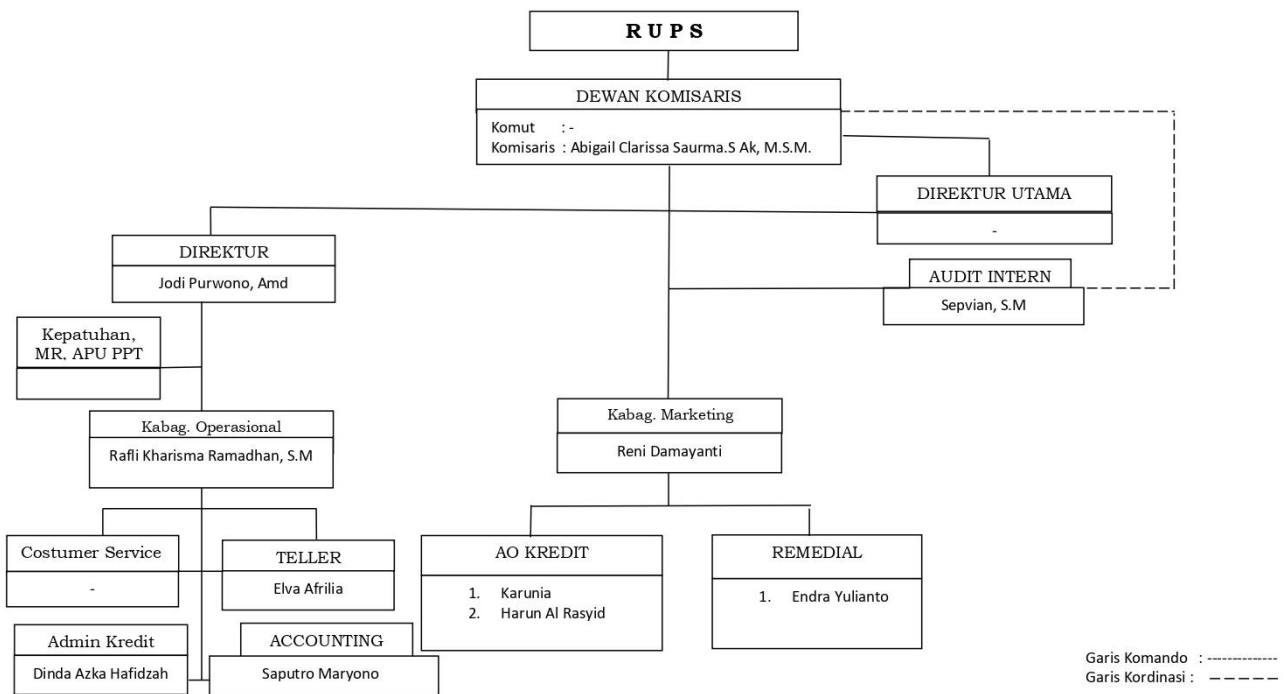 R U P S
DEWAN KOMISARIS
Komut : -
Komisaris : Abigail Clarissa Saurma.S Ak, M.S.M.
DIREKTUR UTAMA
-
DIREKTUR
Jodi Purwono, Amd
AUDIT INTERN
Sepvian, S.M
Kepatuhan,
MR, APU PPT
Kabag. Operasional
Rafli Kharisma Ramadhan, S.M
Kabag. Marketing
Reni Damayanti
Costumer Service
-
TELLER
Elva Afrilia
AO KREDIT
1. Karunia
2. Harun Al Rasyid
REMEDIAL
1. Endra Yulianto
Admin Kredit
Dinda Azka Hafidzah
ACCOUNTING
Saputro Maryono
Garis Komando : --------------
Garis Kordinasi : — — — — —